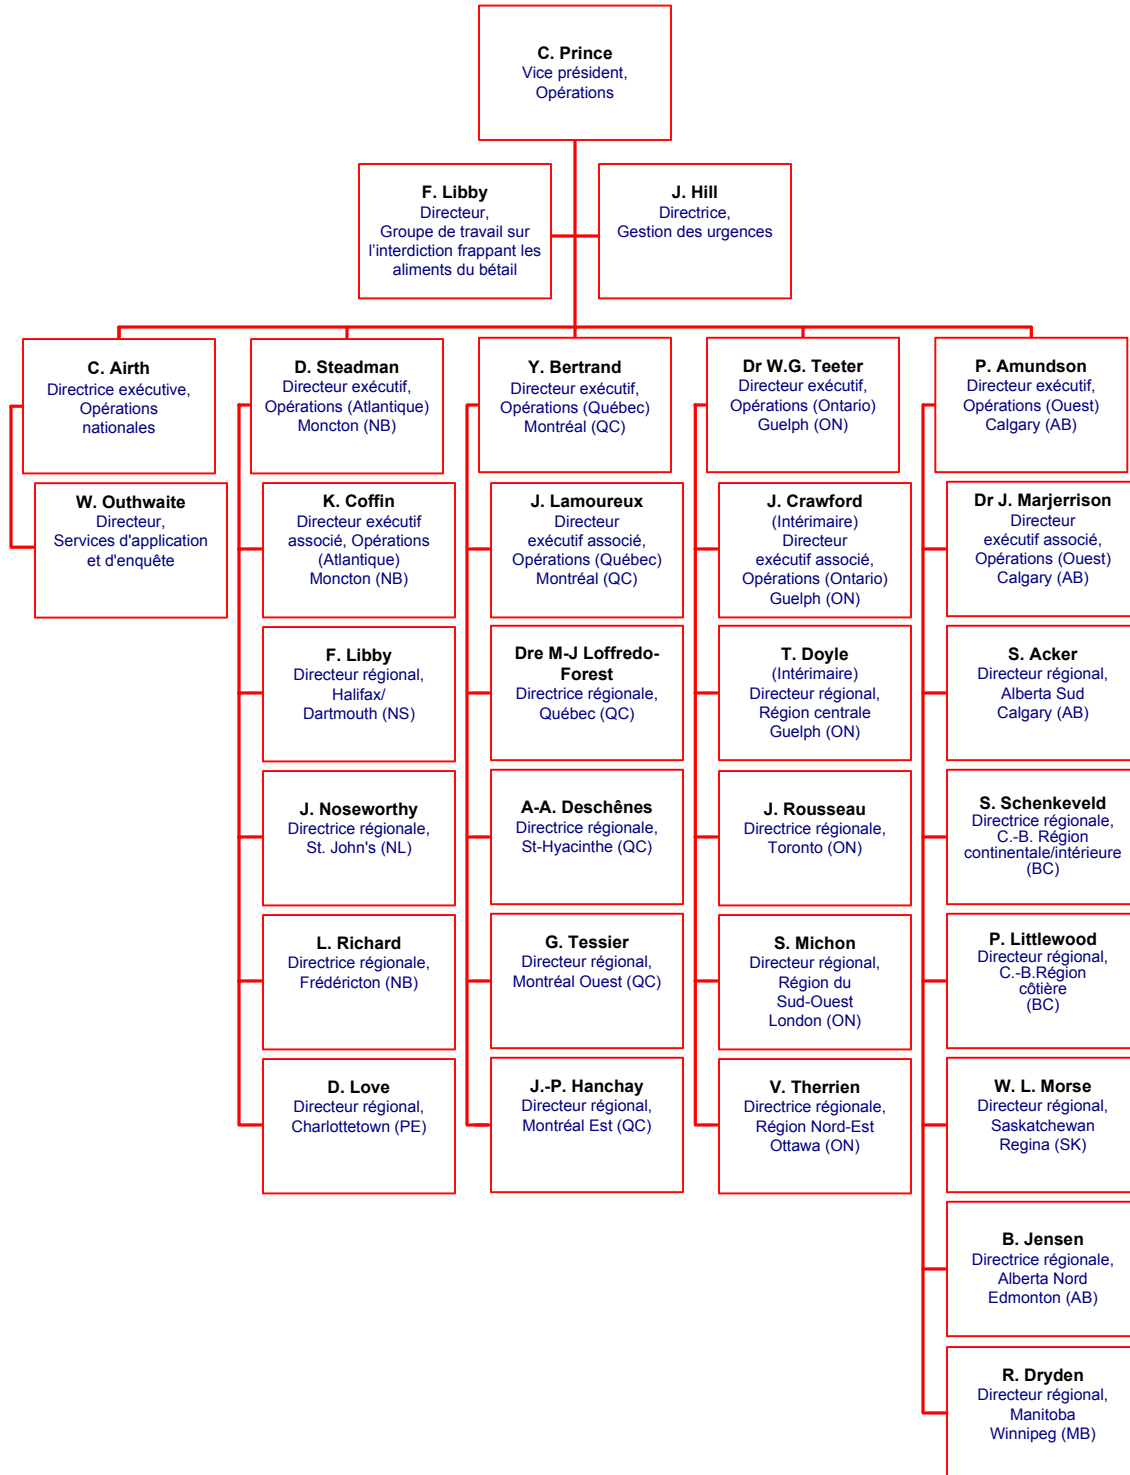 C. Prince
Vice président,
Opérations
F. Libby
Directeur,
Groupe de travail sur
l'interdiction frappant les
aliments du bétail
J. Hill
Directrice,
Gestion des urgences
C. Airth
Directrice exécutive,
Opérations
nationales
W. Outhwaite
Directeur,
Services d'application
et d'enquête
D. Steadman
Directeur exécutif,
Opérations (Atlantique)
Moncton (NB)
K. Coffin
Directeur exécutif
associé, Opérations
(Atlantique)
Moncton (NB)
F. Libby
Directeur régional,
Halifax/
Dartmouth (NS)
J. Noseworthy
Directrice régionale,
St. John's (NL)
L. Richard
Directrice régionale,
Frédéricton (NB)
D. Love
Directeur régional,
Charlottetown (PE)
Y. Bertrand
Directeur exécutif,
Opérations (Québec)
Montréal (QC)
J. Lamoureux
Directeur
exécutif associé,
Opérations (Québec)
Montréal (QC)
Dre M-J Loffredo-
Forest
Directrice régionale,
Québec (QC)
A-A. Deschênes
Directrice régionale,
St-Hyacinthe (QC)
G. Tessier
Directeur régional,
Montréal Ouest (QC)
J.-P. Hanchay
Directeur régional,
Montréal Est (QC)
Dr W.G. Teeter
Directeur exécutif,
Opérations (Ontario)
Guelph (ON)
J. Crawford
(Intérimaire)
Directeur
exécutif associé,
Opérations (Ontario)
Guelph (ON)
T. Doyle
(Intérimaire)
Directeur régional,
Région centrale
Guelph (ON)
J. Rousseau
Directrice régionale,
Toronto (ON)
S. Michon
Directeur régional,
Région du
Sud-Ouest
London (ON)
V. Therrien
Directrice régionale,
Région Nord-Est
Ottawa (ON)
P. Amundson
Directeur exécutif,
Opérations (Ouest)
Calgary (AB)
Dr J. Marjerrison
Directeur
exécutif associé,
Opérations (Ouest)
Calgary (AB)
S. Acker
Directeur régional,
Alberta Sud
Calgary (AB)
S. Schenkeveld
Directrice régionale,
C.-B. Région
continentale/intérieure
(BC)
P. Littlewood
Directeur régional,
C.-B.Région
côtière
(BC)
W. L. Morse
Directeur régional,
Saskatchewan
Regina (SK)
B. Jensen
Directrice régionale,
Alberta Nord
Edmonton (AB)
R. Dryden
Directeur régional,
Manitoba
Winnipeg (MB)